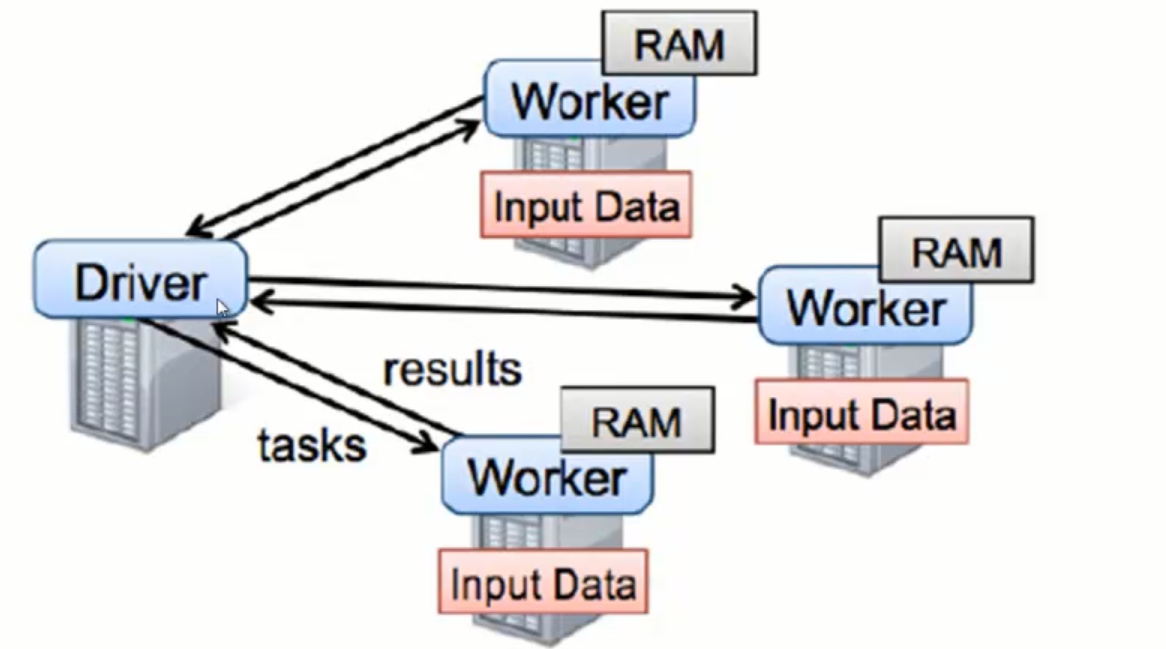 RAM
Worker
Input Data
Driver
RAM
Worker
Input Data
results
tasks
RAM
Worker
Input Data